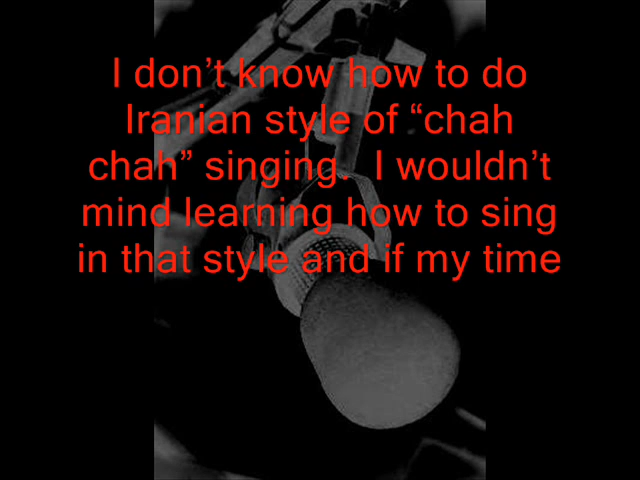 I don’t know how to do
Iranian style of “chah
chah” singing.  I wouldn’t
mind learning how to sing
in that style and if my time